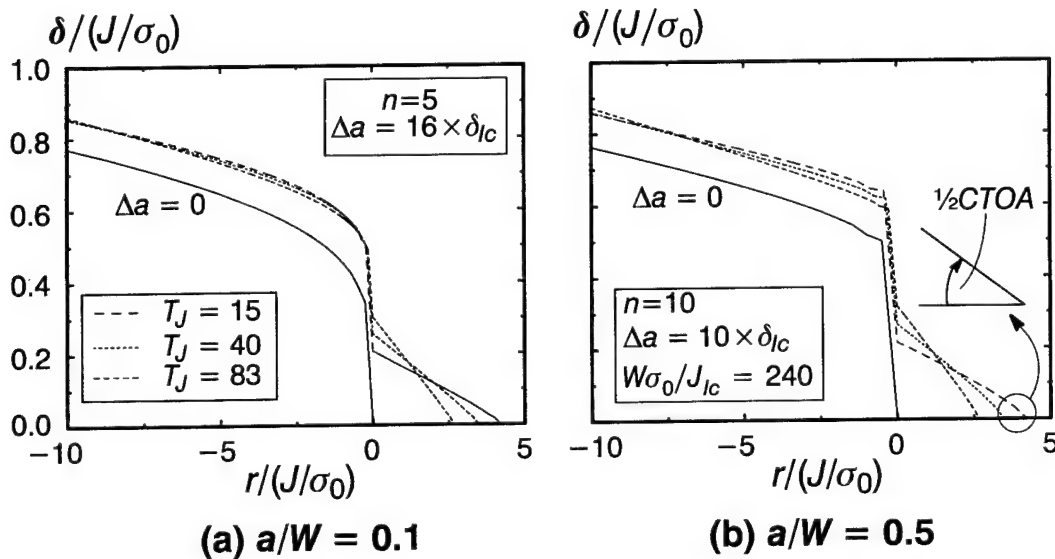 δ/(J/σ₀)
1.0
0.8
0.6
0.4
0.2
0.0
n=5
Δa = 16×δIc
Δa = 0
TJ = 15
TJ = 40
TJ = 83
−10
−5
0
5
r/(J/σ₀)
(a) a/W = 0.1
δ/(J/σ₀)
Δa = 0
½CTOA
n=10
Δa = 10×δIc
Wσ₀/JIc = 240
−10
−5
0
5
r/(J/σ₀)
(b) a/W = 0.5